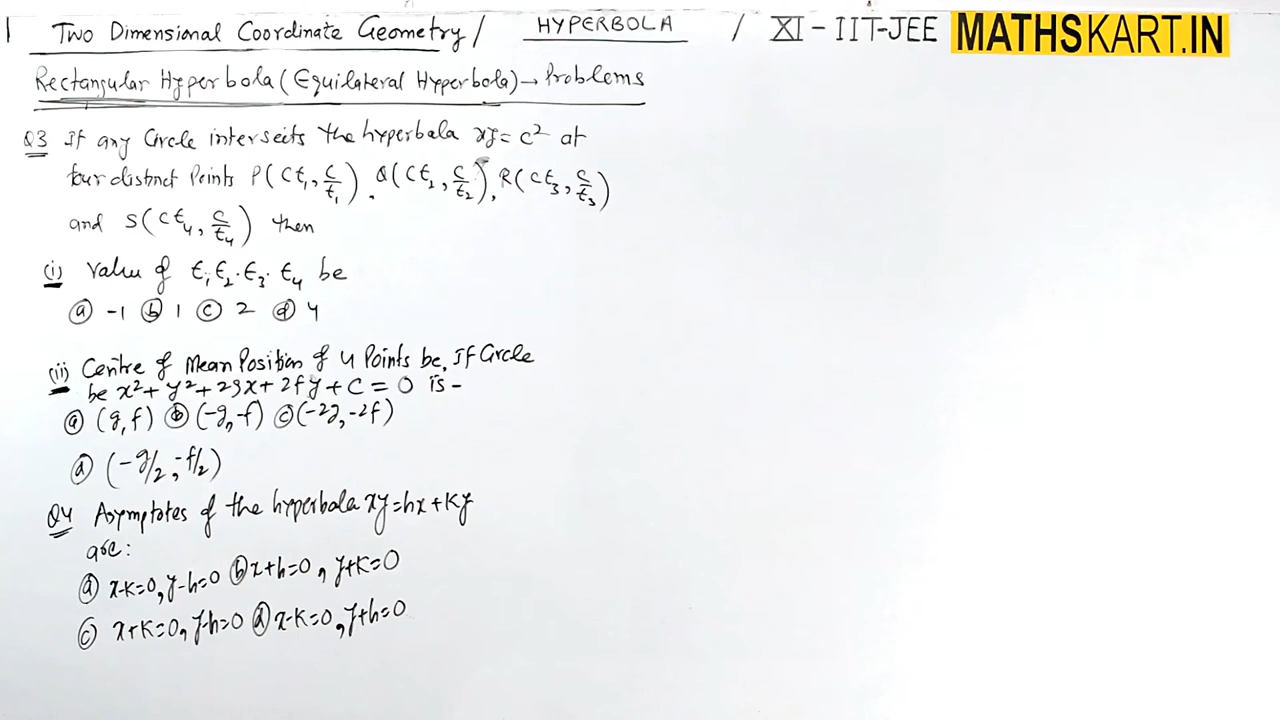 Two Dimensional Coordinate Geometry / HYPERBOLA / XI - IIT-JEE MATHSKART.IN
Rectangular Hyperbola (Equilateral Hyperbola) → Problems
Q3 If any Circle intersects the hyperbala xy = c² at
four distinct Points P(Ct₁, C/t₁), Q(Ct₂, C/t₂), R(Ct₃, C/t₃)
and S(Ct₄, C/t₄) then
(i) Value of t₁.t₂.t₃.t₄ be
ⓐ -1 ⓑ 1 ⓒ 2 ⓓ 4
(ii) Centre of Mean Position of 4 Points be, If Circle
be x² + y² + 2gx + 2fy + C = 0 is -
ⓐ (g, f) ⓑ (-g, -f) ⓒ (-2g, -2f)
ⓓ (-g/2, -f/2)
Q4 Asymptotes of the hyperbala xy = hx + Ky
are:
ⓐ x-K=0, y-h=0 ⓑ x+h=0, y+K=0
ⓒ x+K=0, y-h=0 ⓓ x-K=0, y+h=0